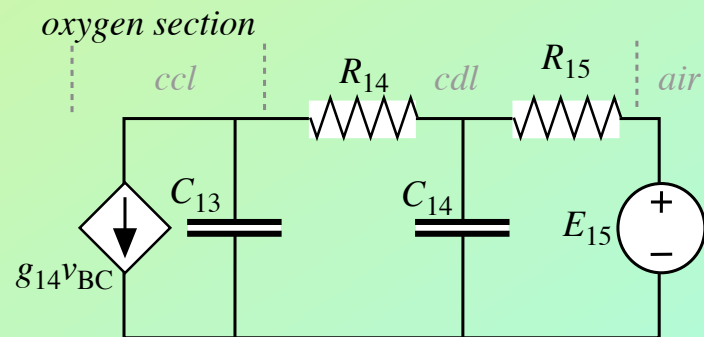 oxygen section
ccl
R14
cdl
R15
air
C13
C14
E15
+
−
g14vBC